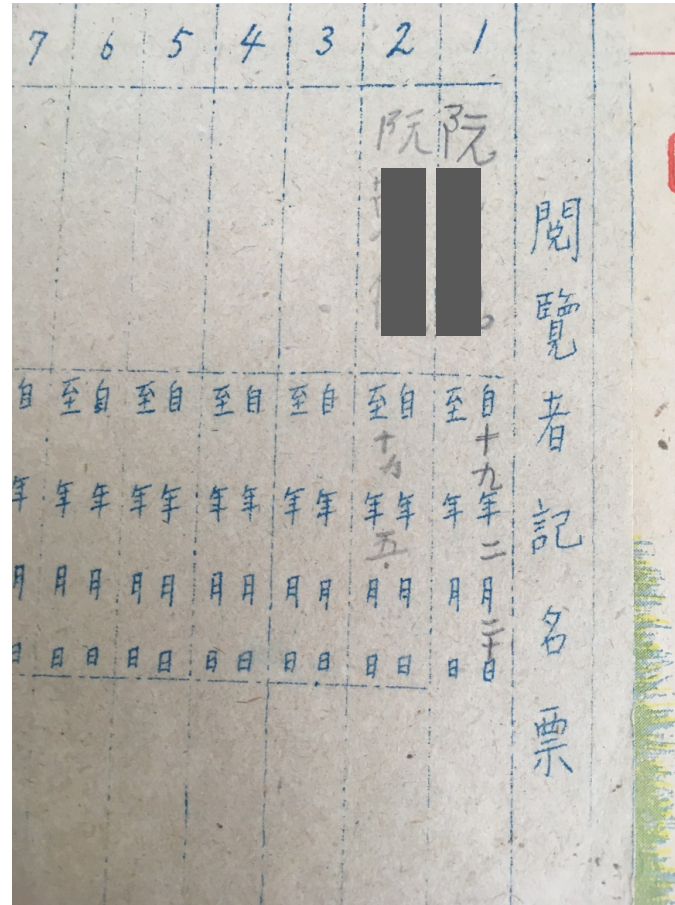 閱覽者記名票
1
阮
自十九年二月二十日
至年月日
2
阮
自年月日
至十九年五月日
3
自年月日
至年月日
4
自年月日
至年月日
5
自年月日
至年月日
6
自年月日
至年月日
7
自年月日